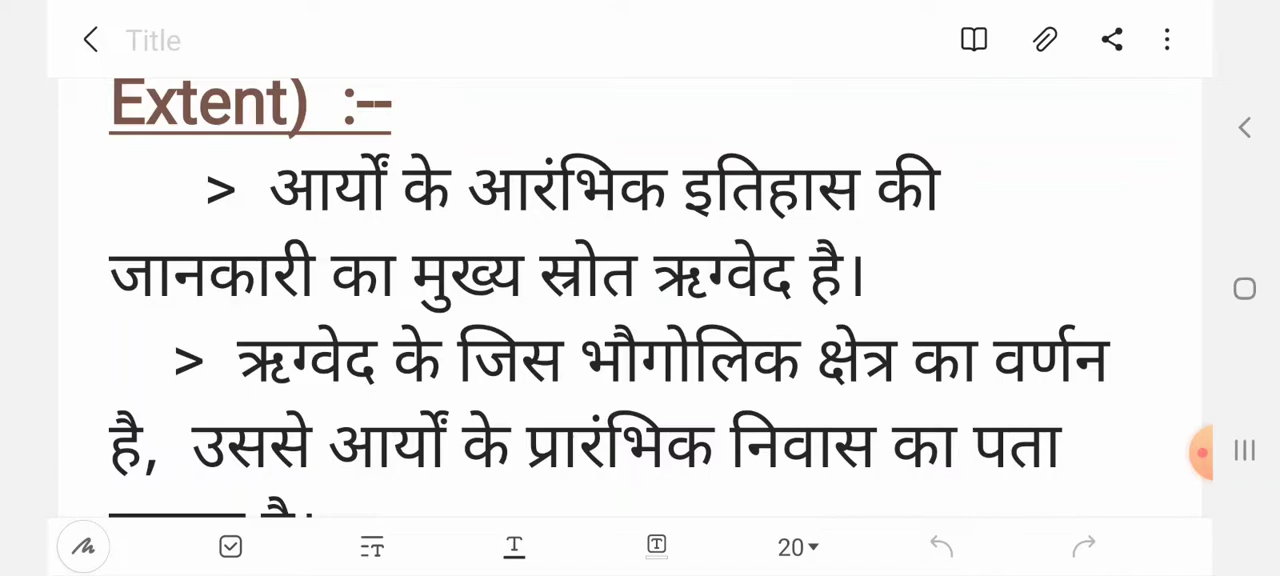 Title
Extent) :--
> आर्यों के आरंभिक इतिहास की
जानकारी का मुख्य स्रोत ऋग्वेद है।
> ऋग्वेद के जिस भौगोलिक क्षेत्र का वर्णन
है, उससे आर्यों के प्रारंभिक निवास का पता
है।
20